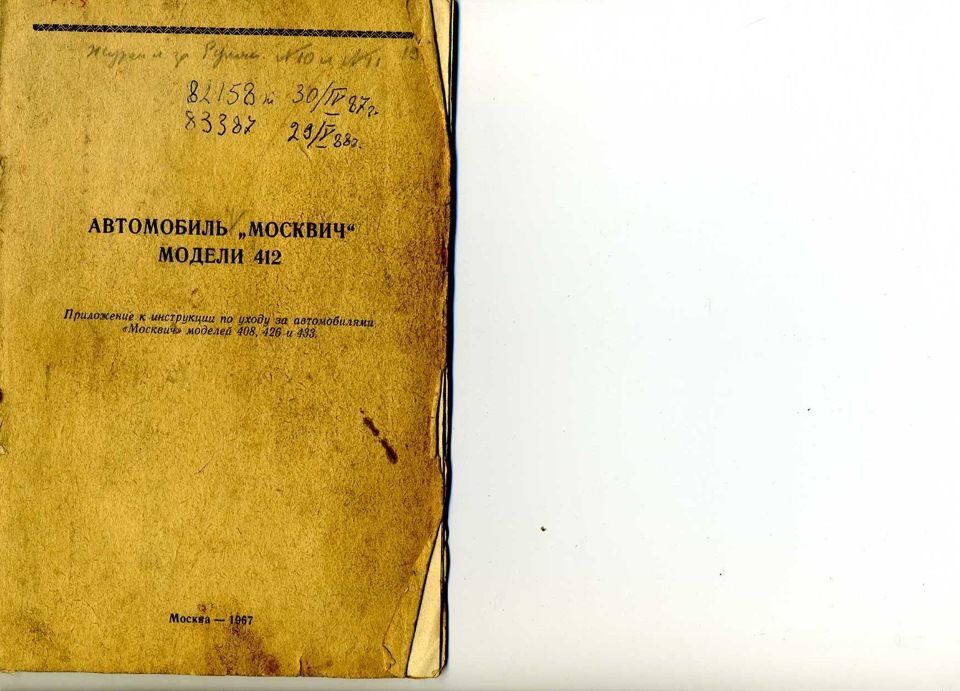 82158 30/IV 87г.
83387 29/V 88г.
АВТОМОБИЛЬ „МОСКВИЧ“
МОДЕЛИ 412
Приложение к инструкции по уходу за автомобилями
«Москвич» моделей 408, 426 и 433.
Москва — 1967